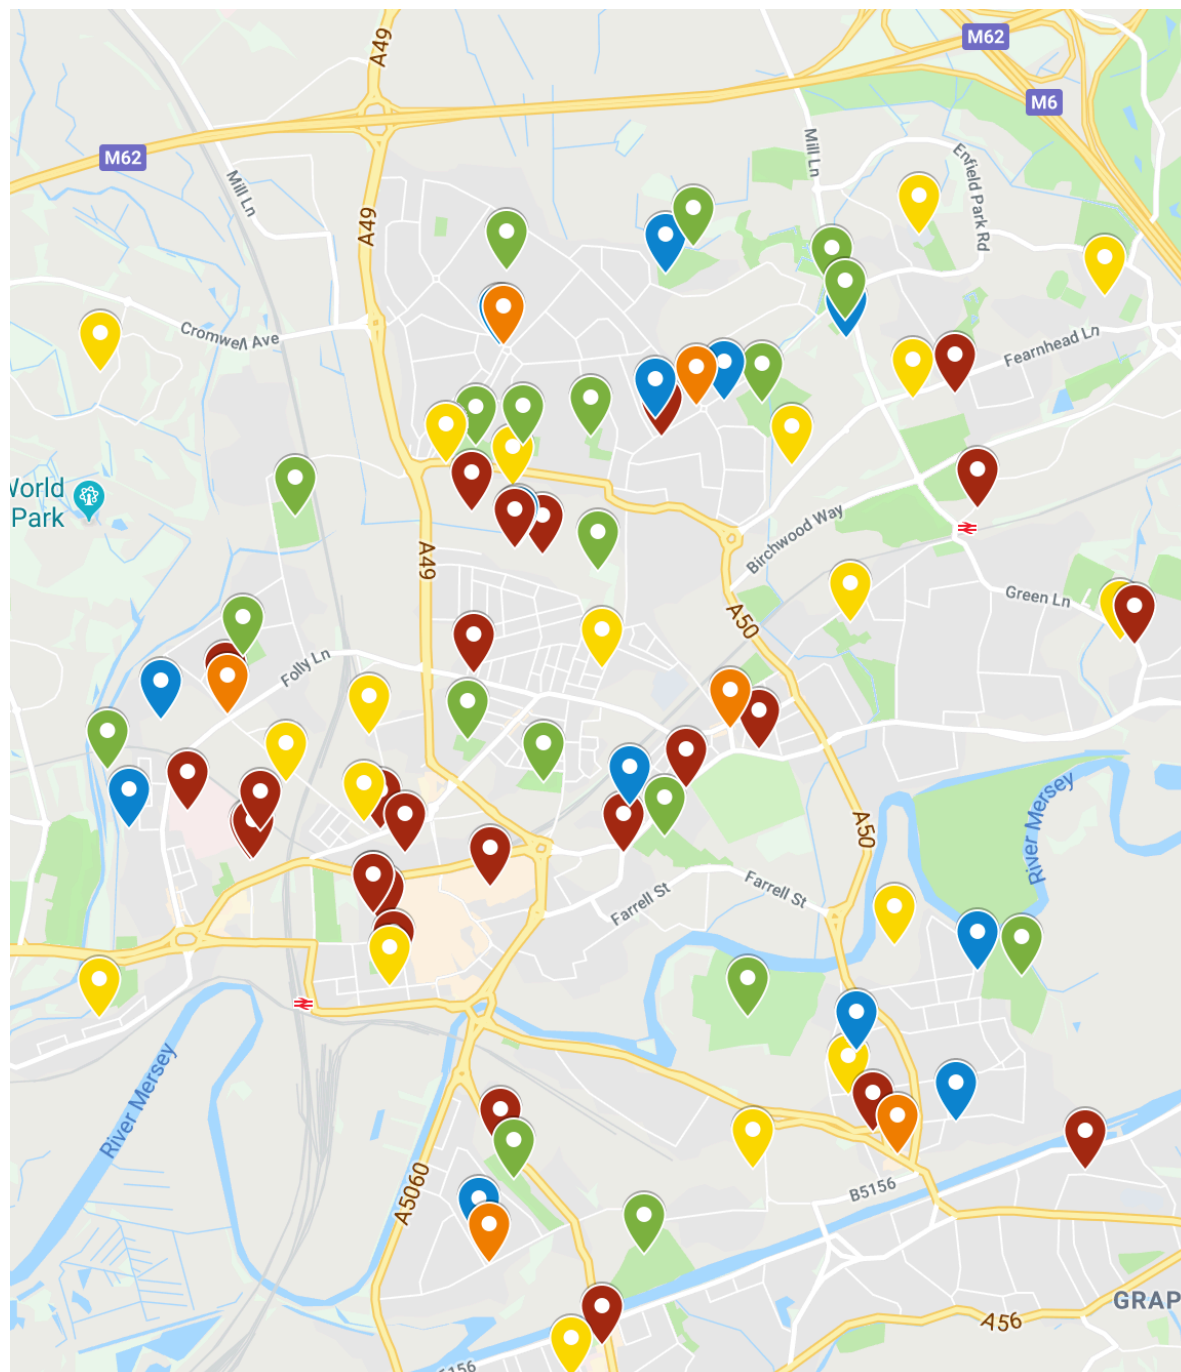 A49
M62
M6
M62
Mill Ln
Mill Ln
Enfield Park Rd
A49
Cromwell Ave
Fearnhead Ln
World
Park
Birchwood Way
A49
Green Ln
A50
Folly Ln
River Mersey
A50
Farrell St
Farrell St
River Mersey
A5060
B5156
GRAP
A56
5156